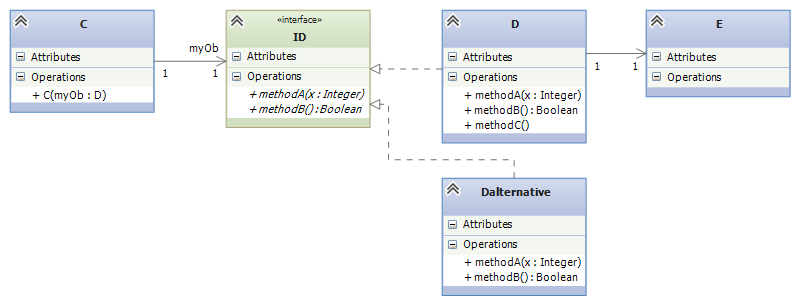 C
Attributes
Operations
+ C(myOb : D)
myOb
1
1
«interface»
ID
Attributes
Operations
+ methodA(x : Integer)
+ methodB() : Boolean
D
Attributes
Operations
+ methodA(x : Integer)
+ methodB() : Boolean
+ methodC()
1
1
E
Attributes
Operations
Dalternative
Attributes
Operations
+ methodA(x : Integer)
+ methodB() : Boolean